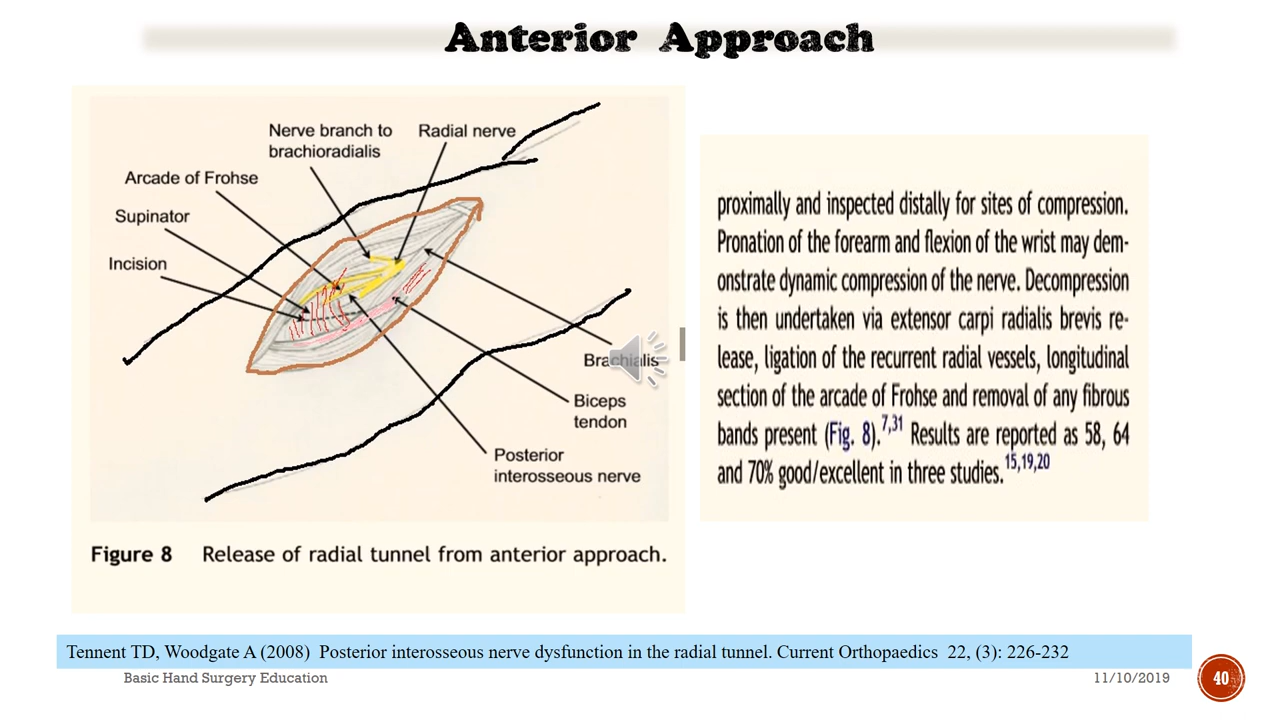 Anterior Approach
Nerve branch to
brachioradialis
Radial nerve
Arcade of Frohse
Supinator
Incision
Brachialis
Biceps
tendon
Posterior
interosseous nerve
Figure 8 Release of radial tunnel from anterior approach.
proximally and inspected distally for sites of compression.
Pronation of the forearm and flexion of the wrist may dem-
onstrate dynamic compression of the nerve. Decompression
is then undertaken via extensor carpi radialis brevis re-
lease, ligation of the recurrent radial vessels, longitudinal
section of the arcade of Frohse and removal of any fibrous
bands present (Fig. 8).7,31 Results are reported as 58, 64
and 70% good/excellent in three studies.15,19,20
Tennent TD, Woodgate A (2008) Posterior interosseous nerve dysfunction in the radial tunnel. Current Orthopaedics 22, (3): 226-232
Basic Hand Surgery Education
11/10/2019
40